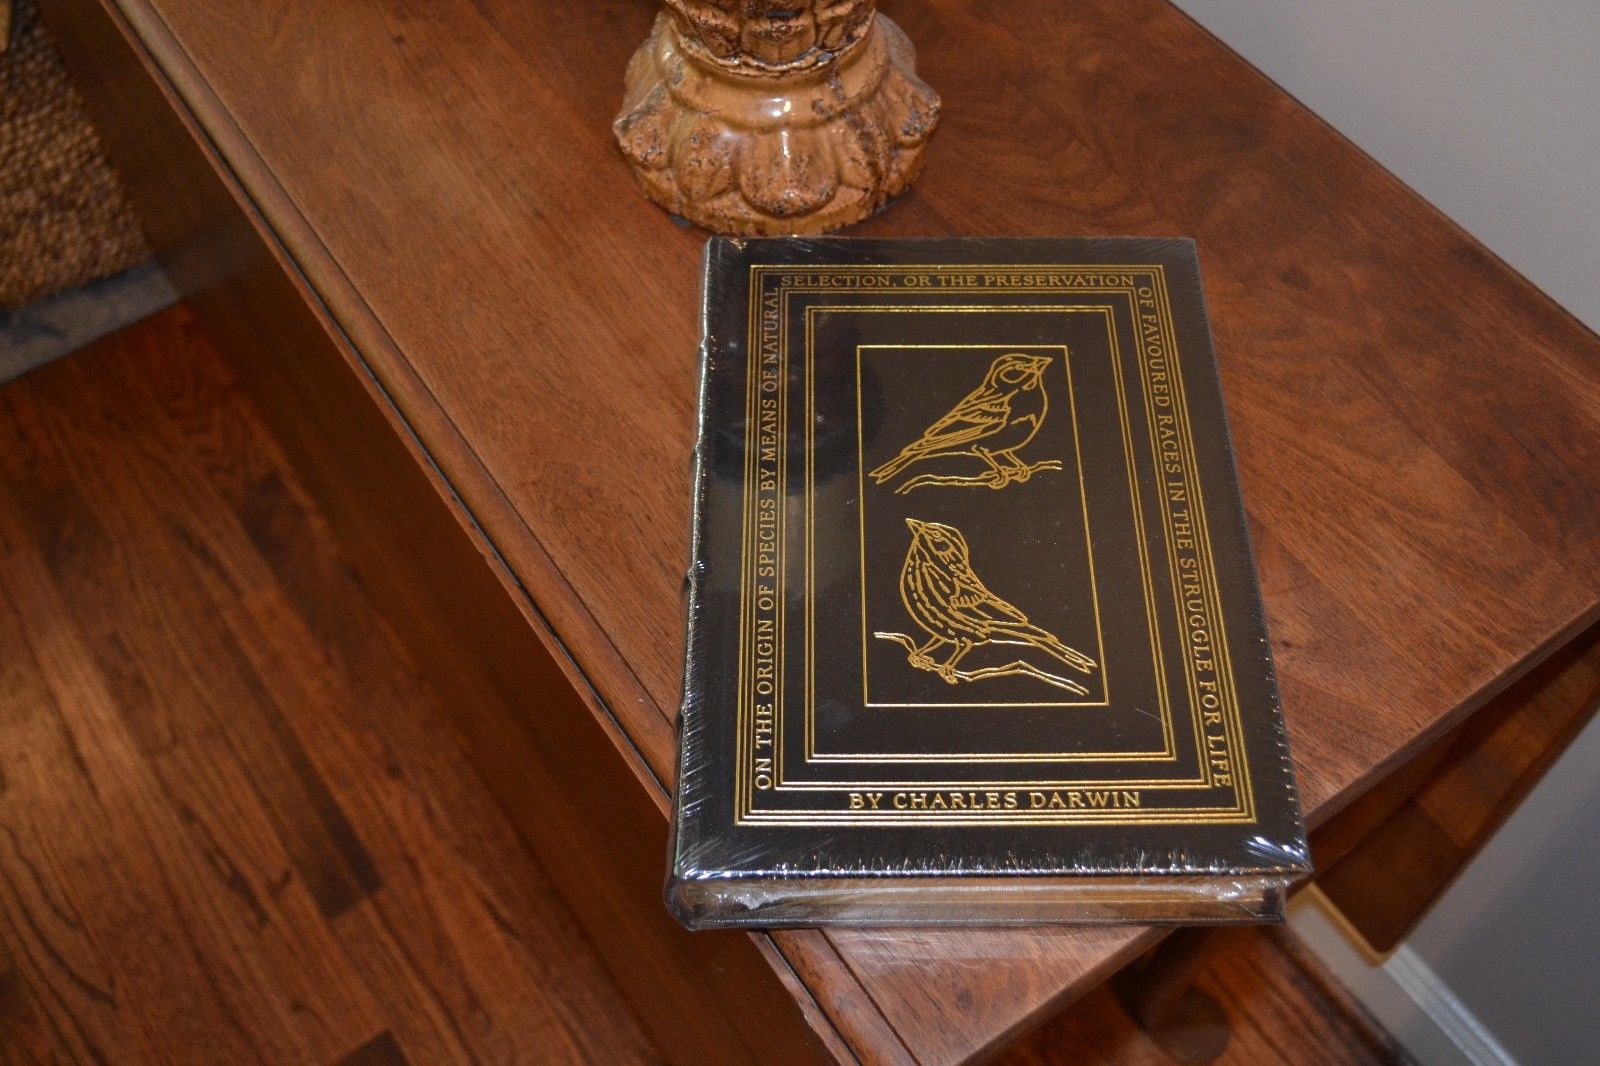 ON THE ORIGIN OF SPECIES BY MEANS OF NATURAL
SELECTION, OR THE PRESERVATION
OF FAVOURED RACES IN THE STRUGGLE FOR LIFE
BY CHARLES DARWIN